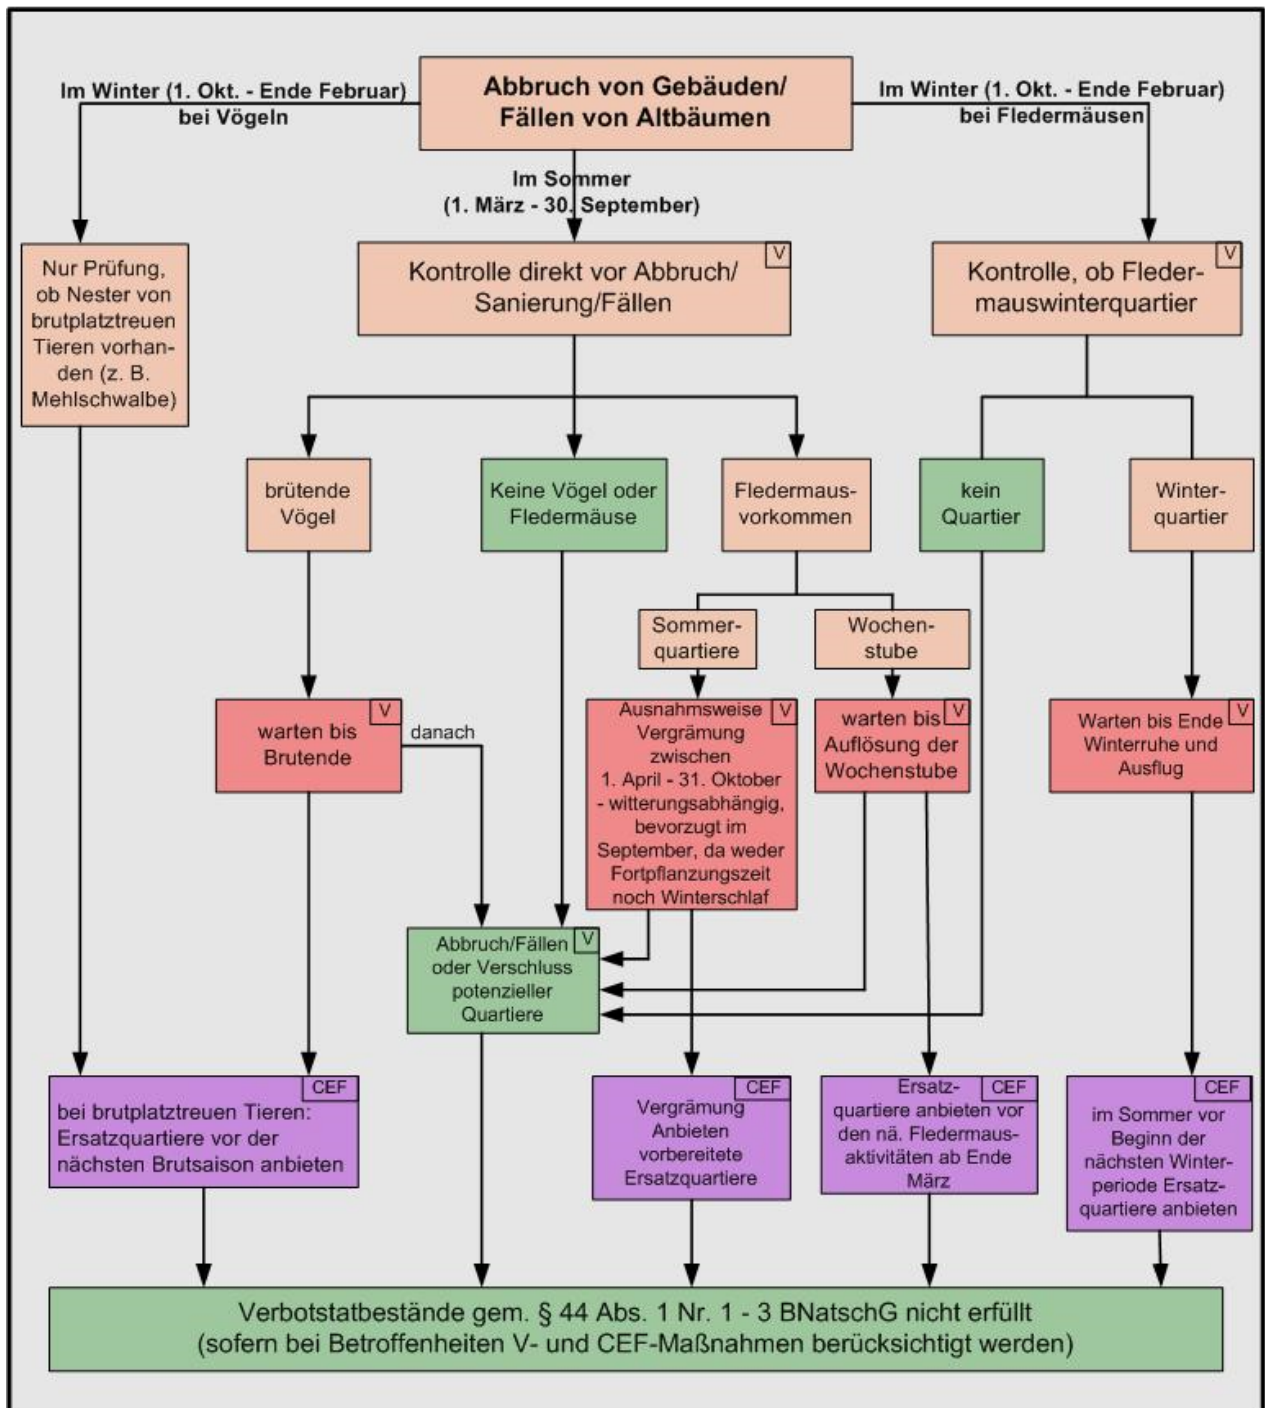 Abbruch von Gebäuden/
Fällen von Altbäumen
Im Winter (1. Okt. - Ende Februar)
bei Vögeln
Im Winter (1. Okt. - Ende Februar)
bei Fledermäusen
Im Sommer
(1. März - 30. September)
Nur Prüfung,
ob Nester von
brutplatztreuen
Tieren vorhan-
den (z. B.
Mehlschwalbe)
V
Kontrolle direkt vor Abbruch/
Sanierung/Fällen
V
Kontrolle, ob Fleder-
mauswinterquartier
brütende
Vögel
Keine Vögel oder
Fledermäuse
Fledermaus-
vorkommen
kein
Quartier
Winter-
quartier
Sommer-
quartiere
Wochen-
stube
V
warten bis
Brutende
danach
V
Ausnahmsweise
Vergrämung
zwischen
1. April - 31. Oktober
- witterungsabhängig,
bevorzugt im
September, da weder
Fortpflanzungszeit
noch Winterschlaf
V
warten bis
Auflösung der
Wochenstube
V
Warten bis Ende
Winterruhe und
Ausflug
V
Abbruch/Fällen
oder Verschluss
potenzieller
Quartiere
CEF
bei brutplatztreuen Tieren:
Ersatzquartiere vor der
nächsten Brutsaison anbieten
CEF
Vergrämung
Anbieten
vorbereitete
Ersatzquartiere
CEF
Ersatz-
quartiere anbieten vor
den nä. Fledermaus-
aktivitäten ab Ende
März
CEF
im Sommer vor
Beginn der
nächsten Winter-
periode Ersatz-
quartiere anbieten
Verbotstatbestände gem. § 44 Abs. 1 Nr. 1 - 3 BNatschG nicht erfüllt
(sofern bei Betroffenheiten V- und CEF-Maßnahmen berücksichtigt werden)